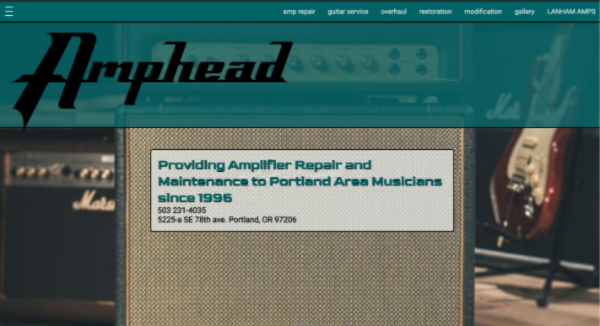 amp repair guitar service overhaul restoration modification gallery LANHAM AMPS
Amphead
Providing Amplifier Repair and
Maintenance to Portland Area Musicians
since 1996
503 231-4035
5225-a SE 78th ave. Portland, OR 97206